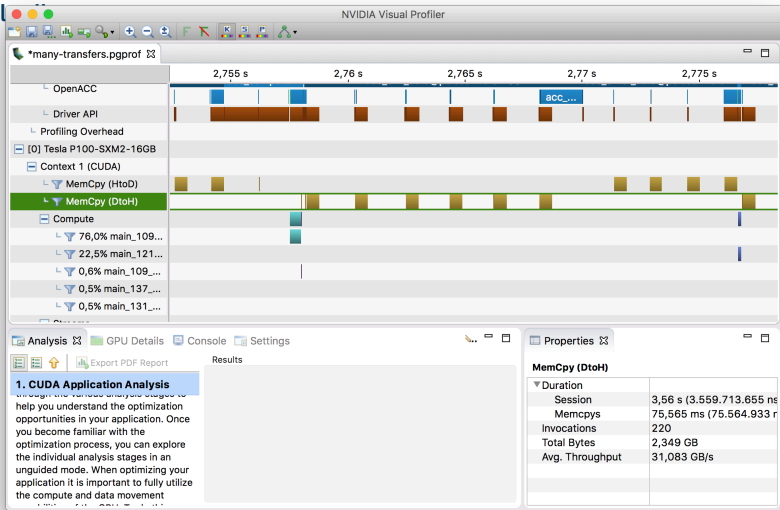 NVIDIA Visual Profiler
*many-transfers.pgprof
2,755 s 2,76 s 2,765 s 2,77 s 2,775 s
OpenACC
acc_...
Driver API
Profiling Overhead
[0] Tesla P100-SXM2-16GB
Context 1 (CUDA)
MemCpy (HtoD)
MemCpy (DtoH)
Compute
76,0% main_109...
22,5% main_121...
0,6% main_109_...
0,5% main_137_...
0,5% main_131_...
Streams
Analysis GPU Details Console Settings
Export PDF Report
Results
1. CUDA Application Analysis
through the various analysis stages to
help you understand the optimization
opportunities in your application. Once
you become familiar with the
optimization process, you can explore
the individual analysis stages in an
unguided mode. When optimizing your
application it is important to fully utilize
the compute and data movement
Properties
MemCpy (DtoH)
Duration
Session 3,56 s (3.559.713.655 ns
Memcpys 75,565 ms (75.564.933 n
Invocations 220
Total Bytes 2,349 GB
Avg. Throughput 31,083 GB/s